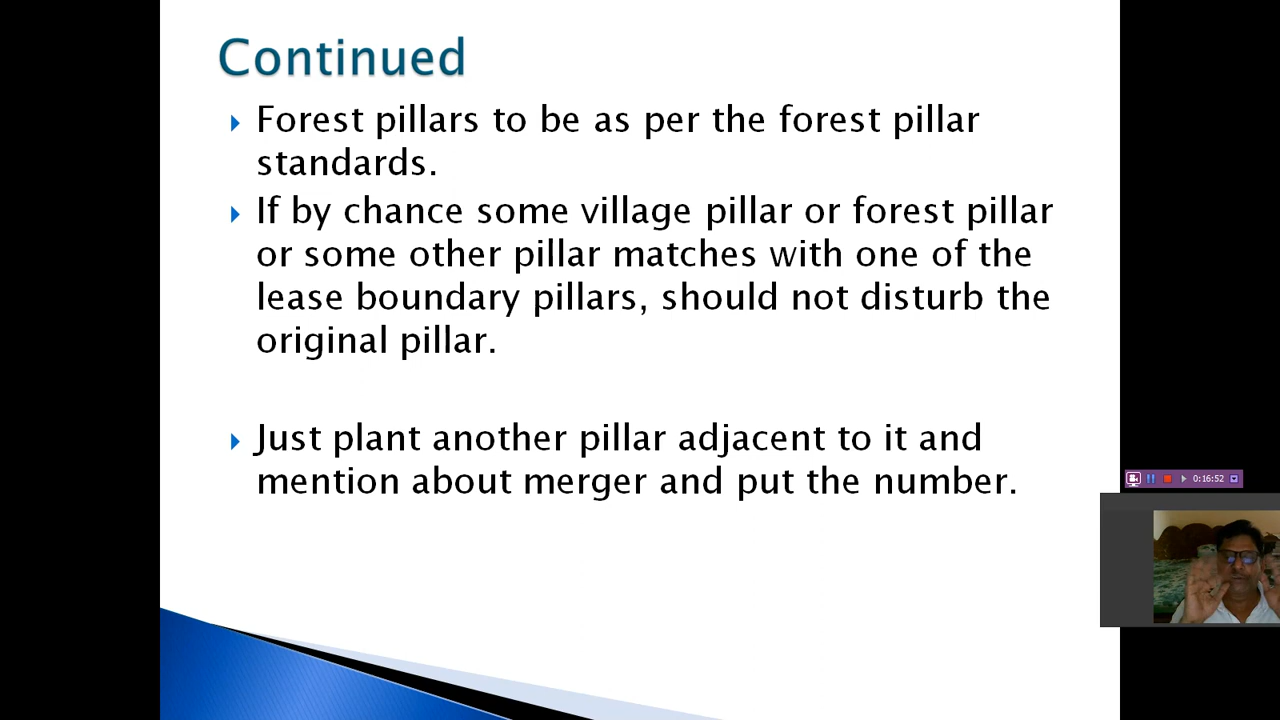 Continued
Forest pillars to be as per the forest pillar
standards.
If by chance some village pillar or forest pillar
or some other pillar matches with one of the
lease boundary pillars, should not disturb the
original pillar.
Just plant another pillar adjacent to it and
mention about merger and put the number.
0:16:52